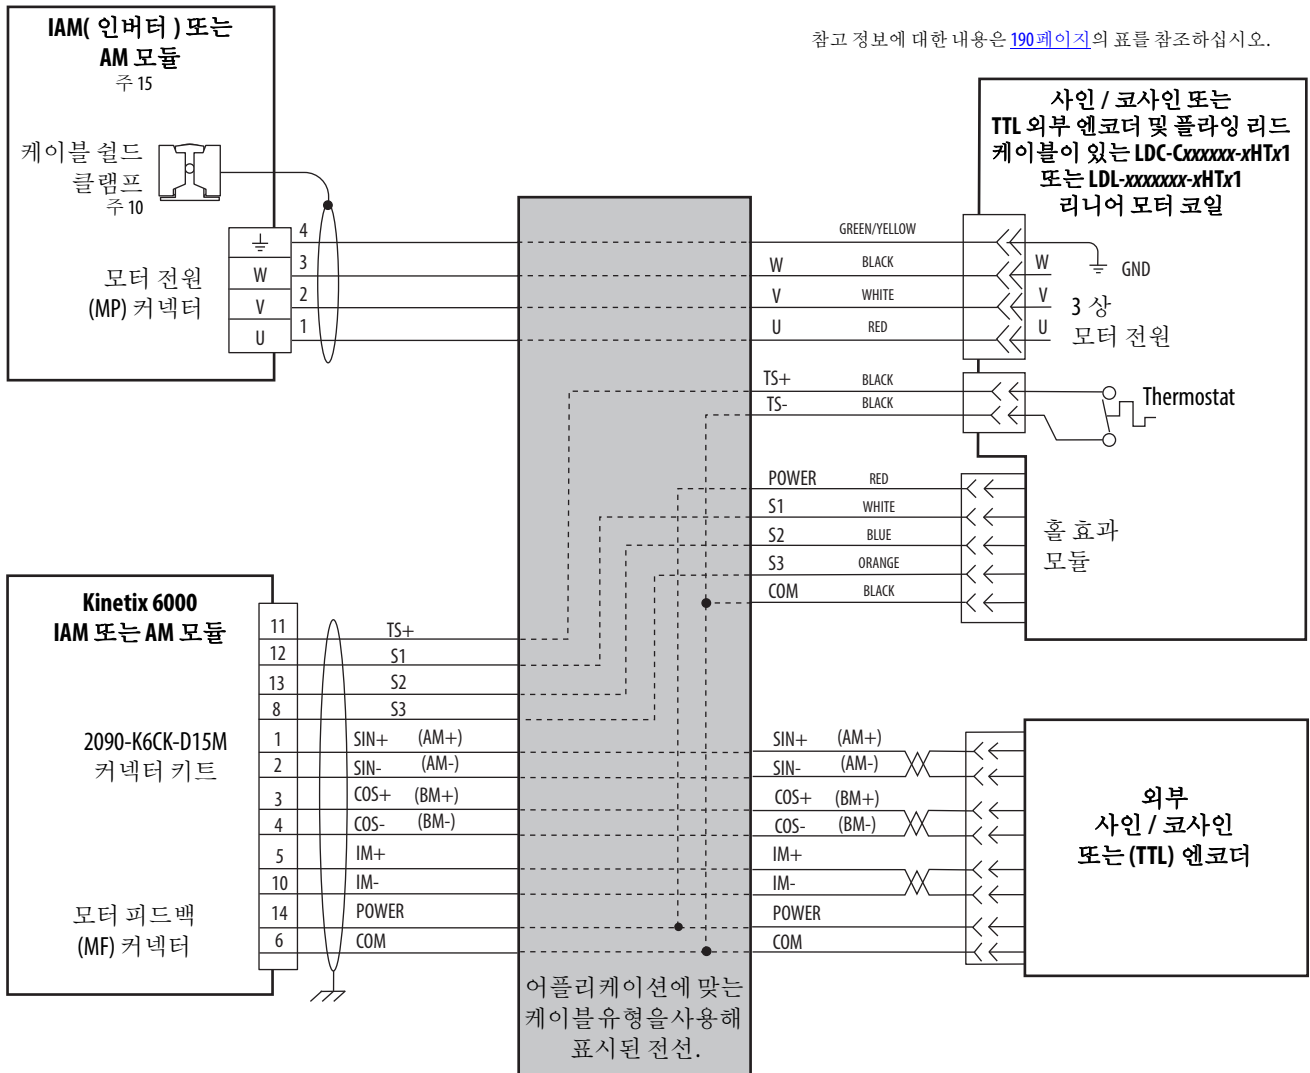 IAM( 인버터 ) 또는
AM 모듈
주 15
참고 정보에 대한 내용은 190페이지의 표를 참조하십시오.
케이블 쉴드
클램프
주 10
모터 전원
(MP) 커넥터
W
V
U
4
3
2
1
사인 / 코사인 또는
TTL 외부 엔코더 및 플라잉 리드
케이블이 있는 LDC-Cxxxxxx-xHTx1
또는 LDL-xxxxxxx-xHTx1
리니어 모터 코일
GREEN/YELLOW
W BLACK
V WHITE
U RED
W
V
U
GND
3 상
모터 전원
TS+ BLACK
TS- BLACK
Thermostat
POWER RED
S1 WHITE
S2 BLUE
S3 ORANGE
COM BLACK
홀 효과
모듈
Kinetix 6000
IAM 또는 AM 모듈
2090-K6CK-D15M
커넥터 키트
모터 피드백
(MF) 커넥터
11 TS+
12 S1
13 S2
8 S3
1 SIN+ (AM+)
2 SIN- (AM-)
3 COS+ (BM+)
4 COS- (BM-)
5 IM+
10 IM-
14 POWER
6 COM
SIN+ (AM+)
SIN- (AM-)
COS+ (BM+)
COS- (BM-)
IM+
IM-
POWER
COM
외부
사인 / 코사인
또는 (TTL) 엔코더
어플리케이션에 맞는
케이블 유형을사용해
표시된 전선.